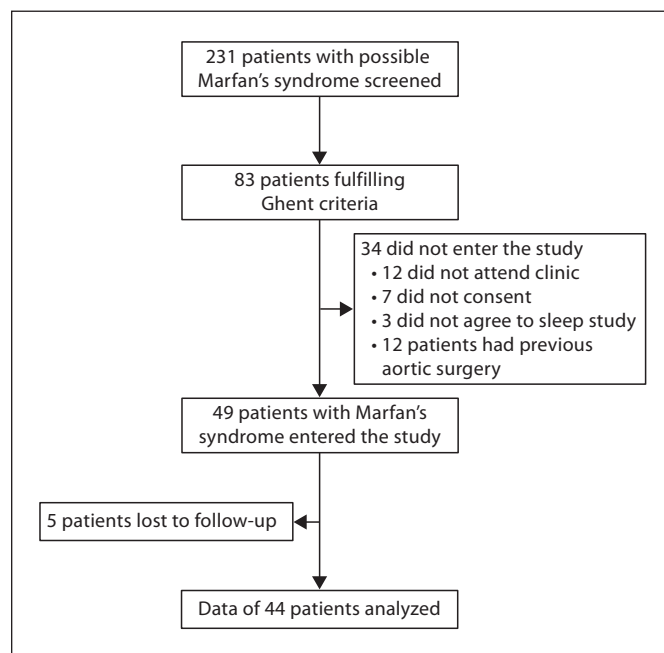 231 patients with possible
Marfan's syndrome screened
83 patients fulfilling
Ghent criteria
34 did not enter the study
• 12 did not attend clinic
• 7 did not consent
• 3 did not agree to sleep study
• 12 patients had previous
aortic surgery
49 patients with Marfan's
syndrome entered the study
5 patients lost to follow-up
Data of 44 patients analyzed